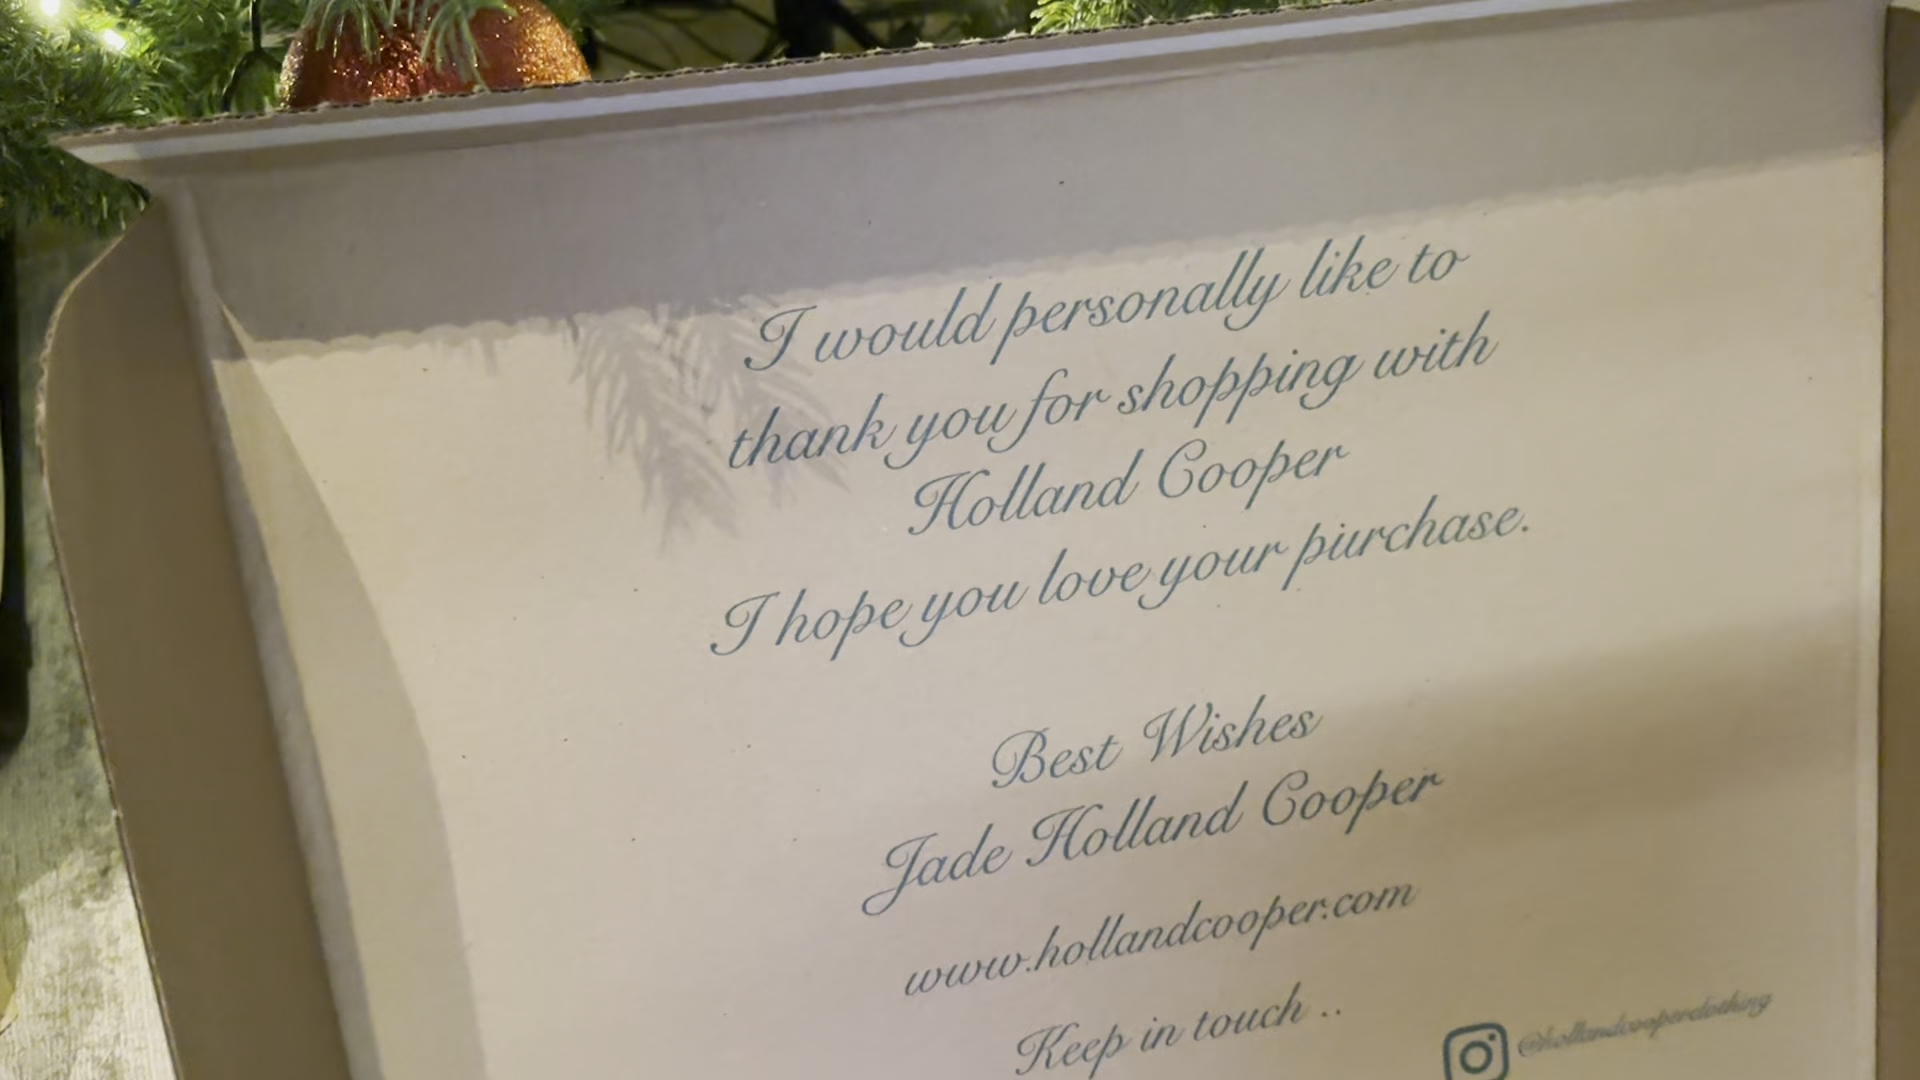 I would personally like to
thank you for shopping with
Holland Cooper
I hope you love your purchase.
Best Wishes
Jade Holland Cooper
www.hollandcooper.com
Keep in touch ..
@hollandcooperclothing